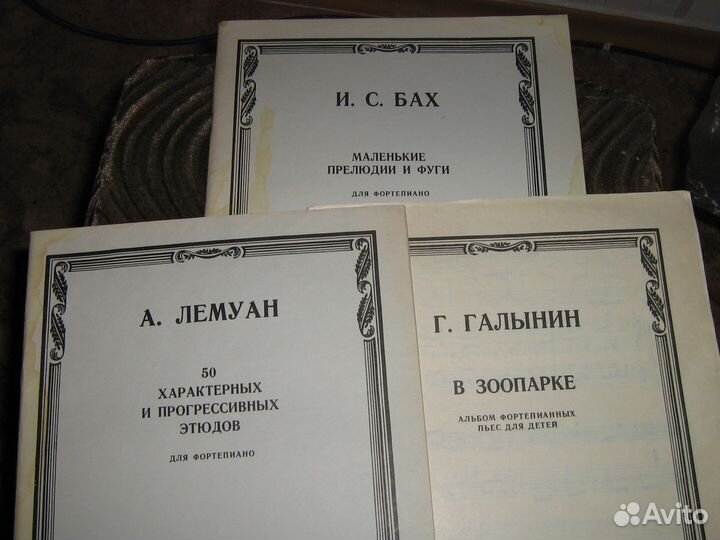 И. С. БАХ
МАЛЕНЬКИЕ
ПРЕЛЮДИИ И ФУГИ
ДЛЯ ФОРТЕПИАНО
А. ЛЕМУАН
50
ХАРАКТЕРНЫХ
И ПРОГРЕССИВНЫХ
ЭТЮДОВ
ДЛЯ ФОРТЕПИАНО
Г. ГАЛЫНИН
В ЗООПАРКЕ
АЛЬБОМ ФОРТЕПИАННЫХ
ПЬЕС ДЛЯ ДЕТЕЙ
Avito